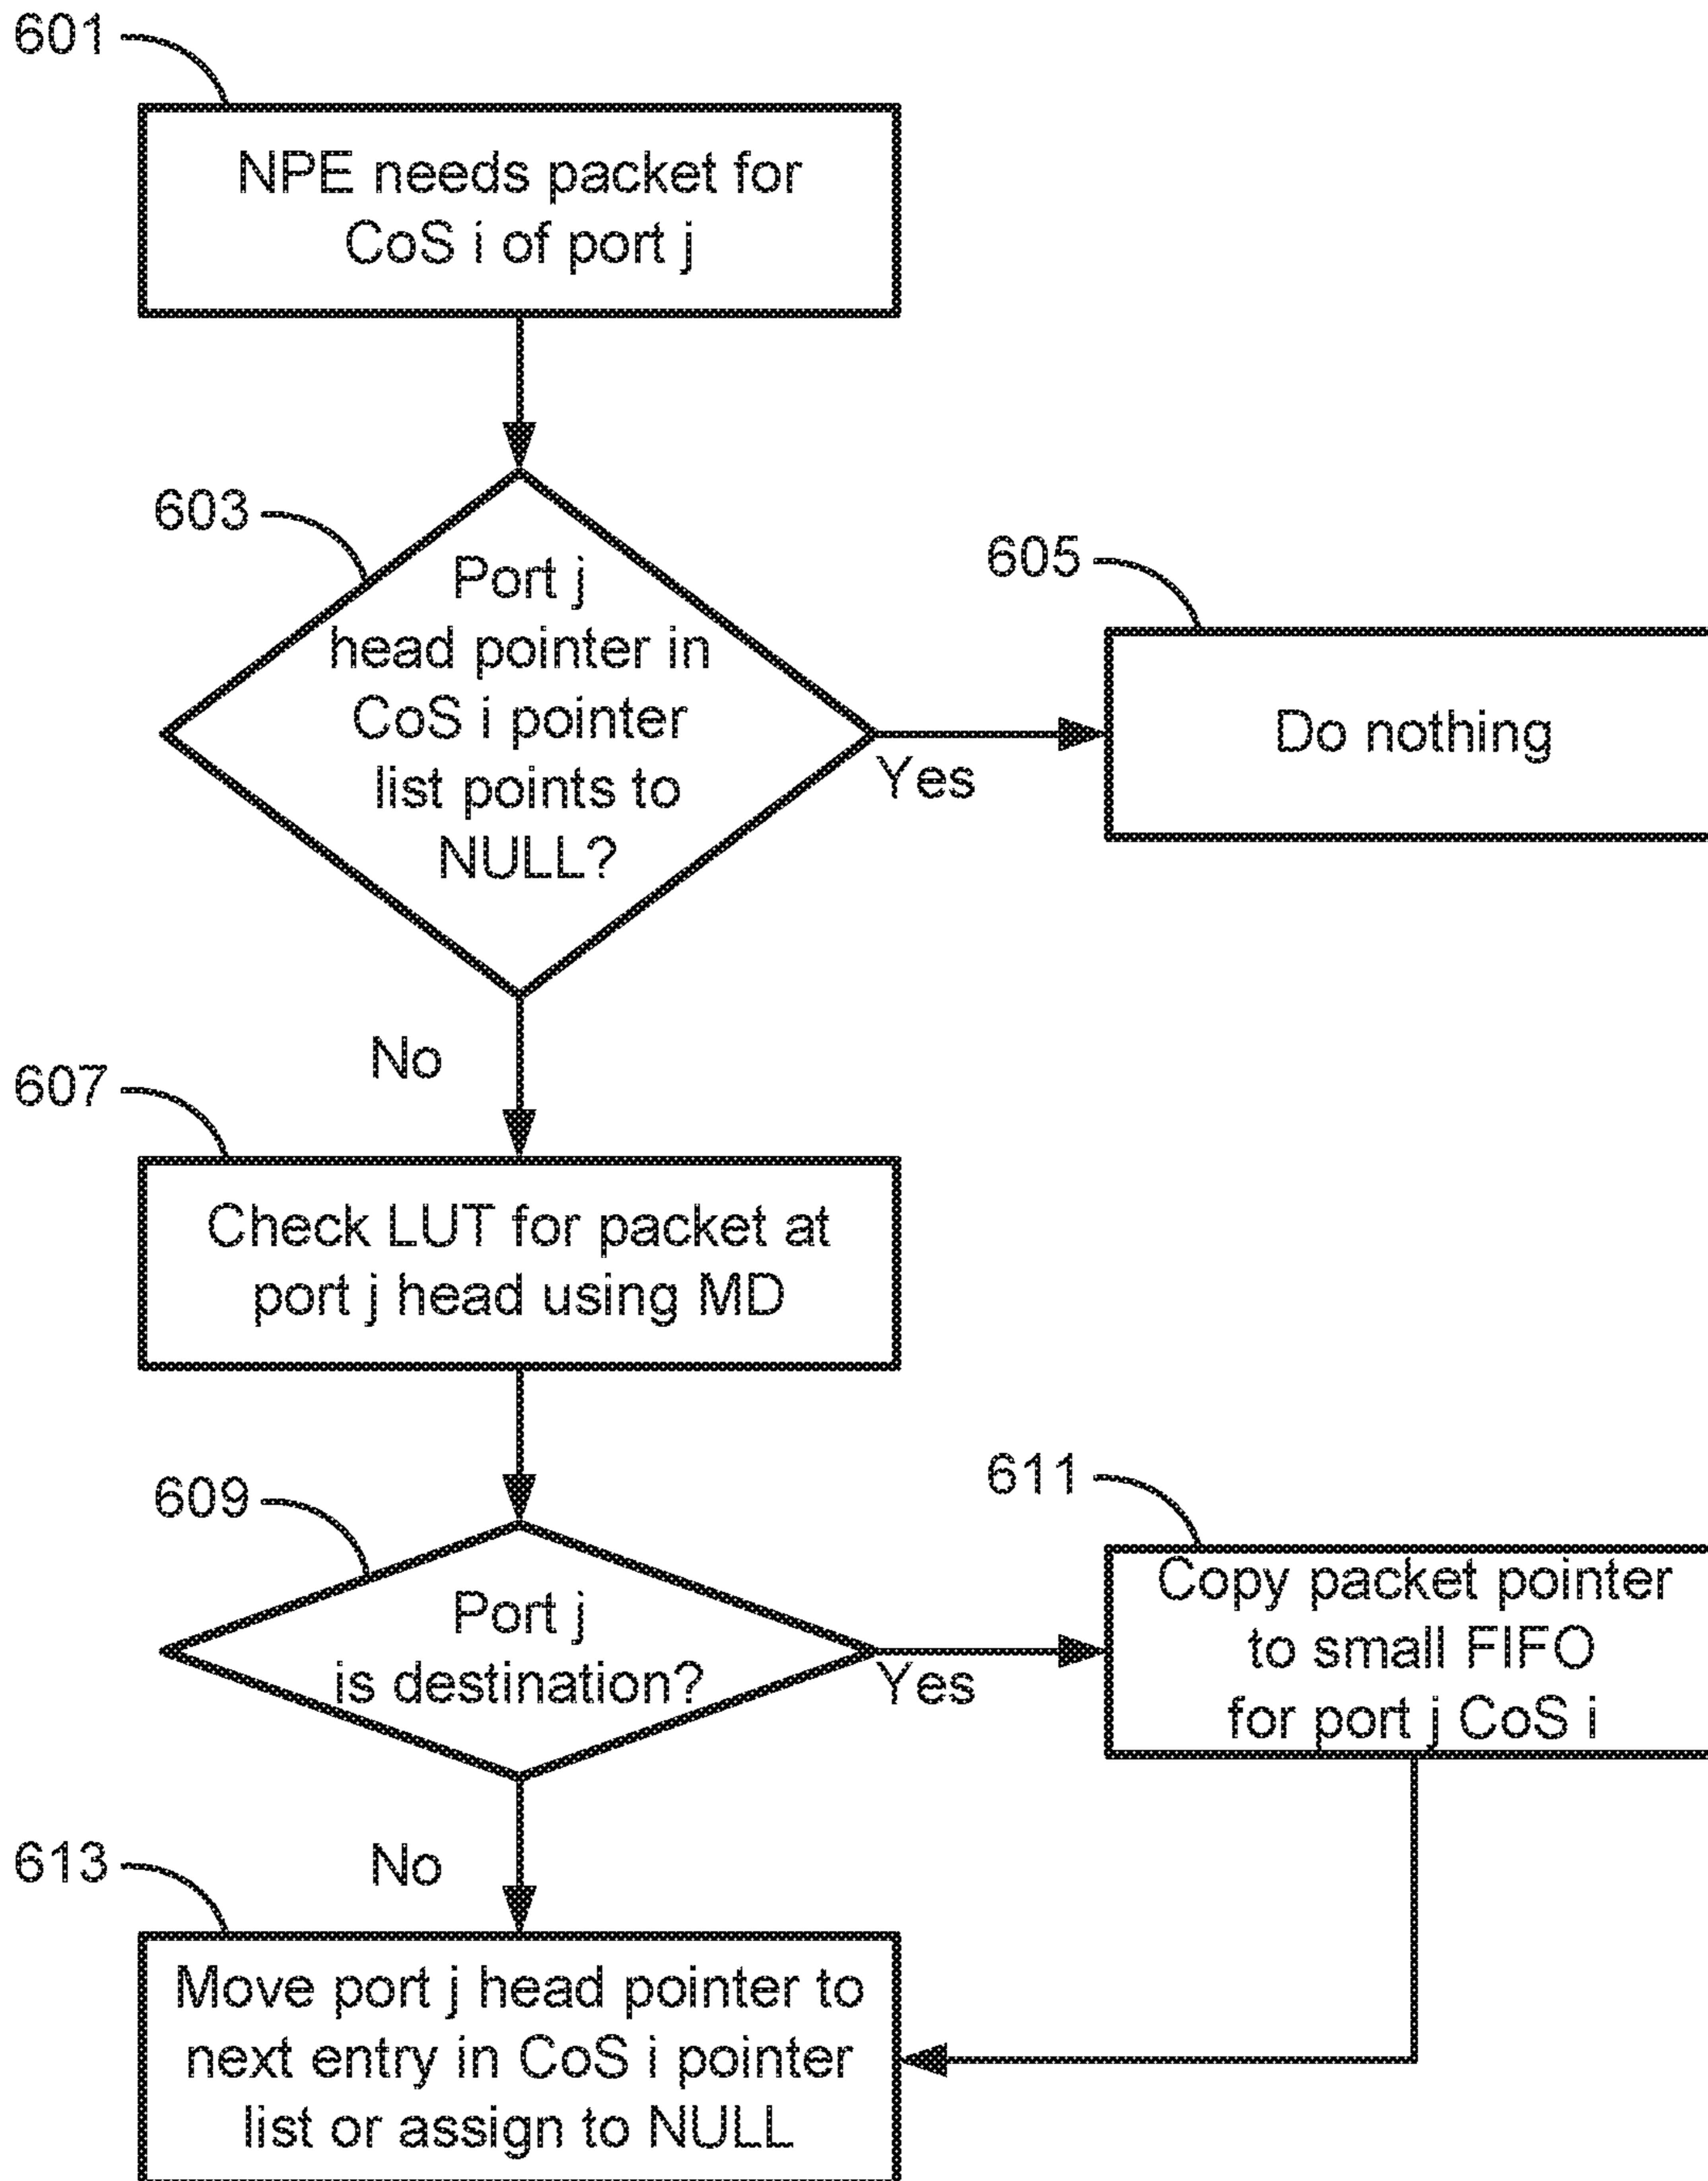 601
NPE needs packet for
CoS i of port j
603
Port j
head pointer in
CoS i pointer
list points to
NULL?
Yes
605
Do nothing
No
607
Check LUT for packet at
port j head using MD
609
Port j
is destination?
Yes
611
Copy packet pointer
to small FIFO
for port j CoS i
No
613
Move port j head pointer to
next entry in CoS i pointer
list or assign to NULL